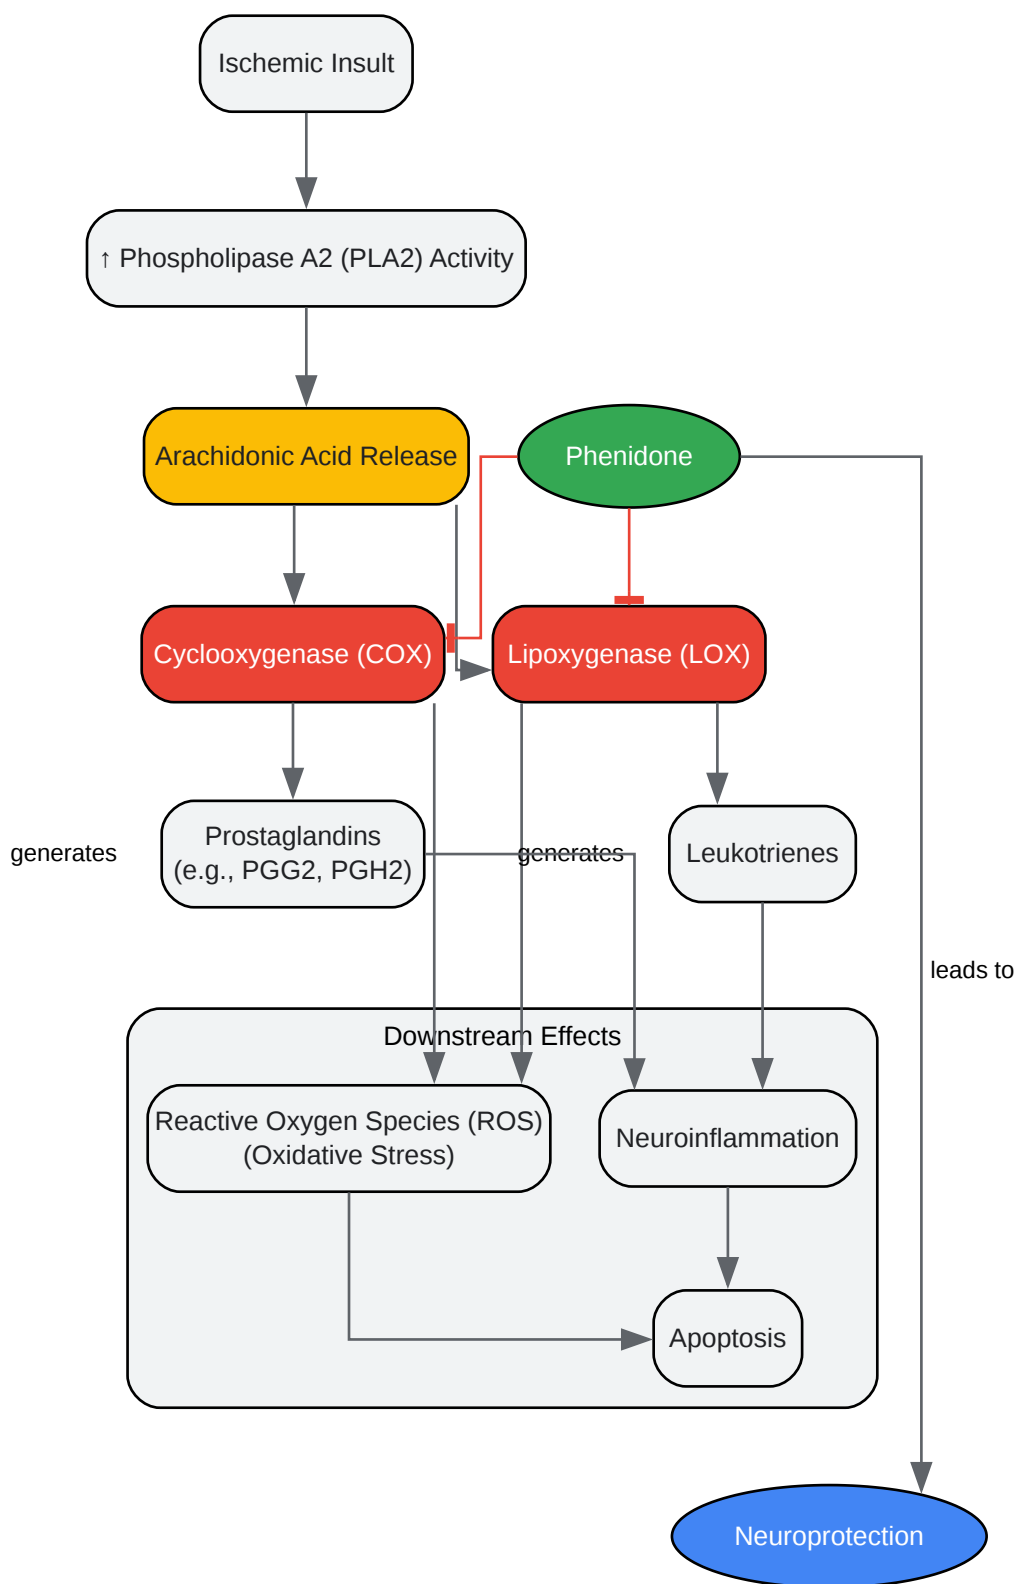 Ischemic Insult
↑ Phospholipase A2 (PLA2) Activity
Arachidonic Acid Release
Phenidone
Cyclooxygenase (COX)
Lipoxygenase (LOX)
generates
Prostaglandins
(e.g., PGG2, PGH2)
generates
Leukotrienes
leads to
Downstream Effects
Reactive Oxygen Species (ROS)
(Oxidative Stress)
Neuroinflammation
Apoptosis
Neuroprotection